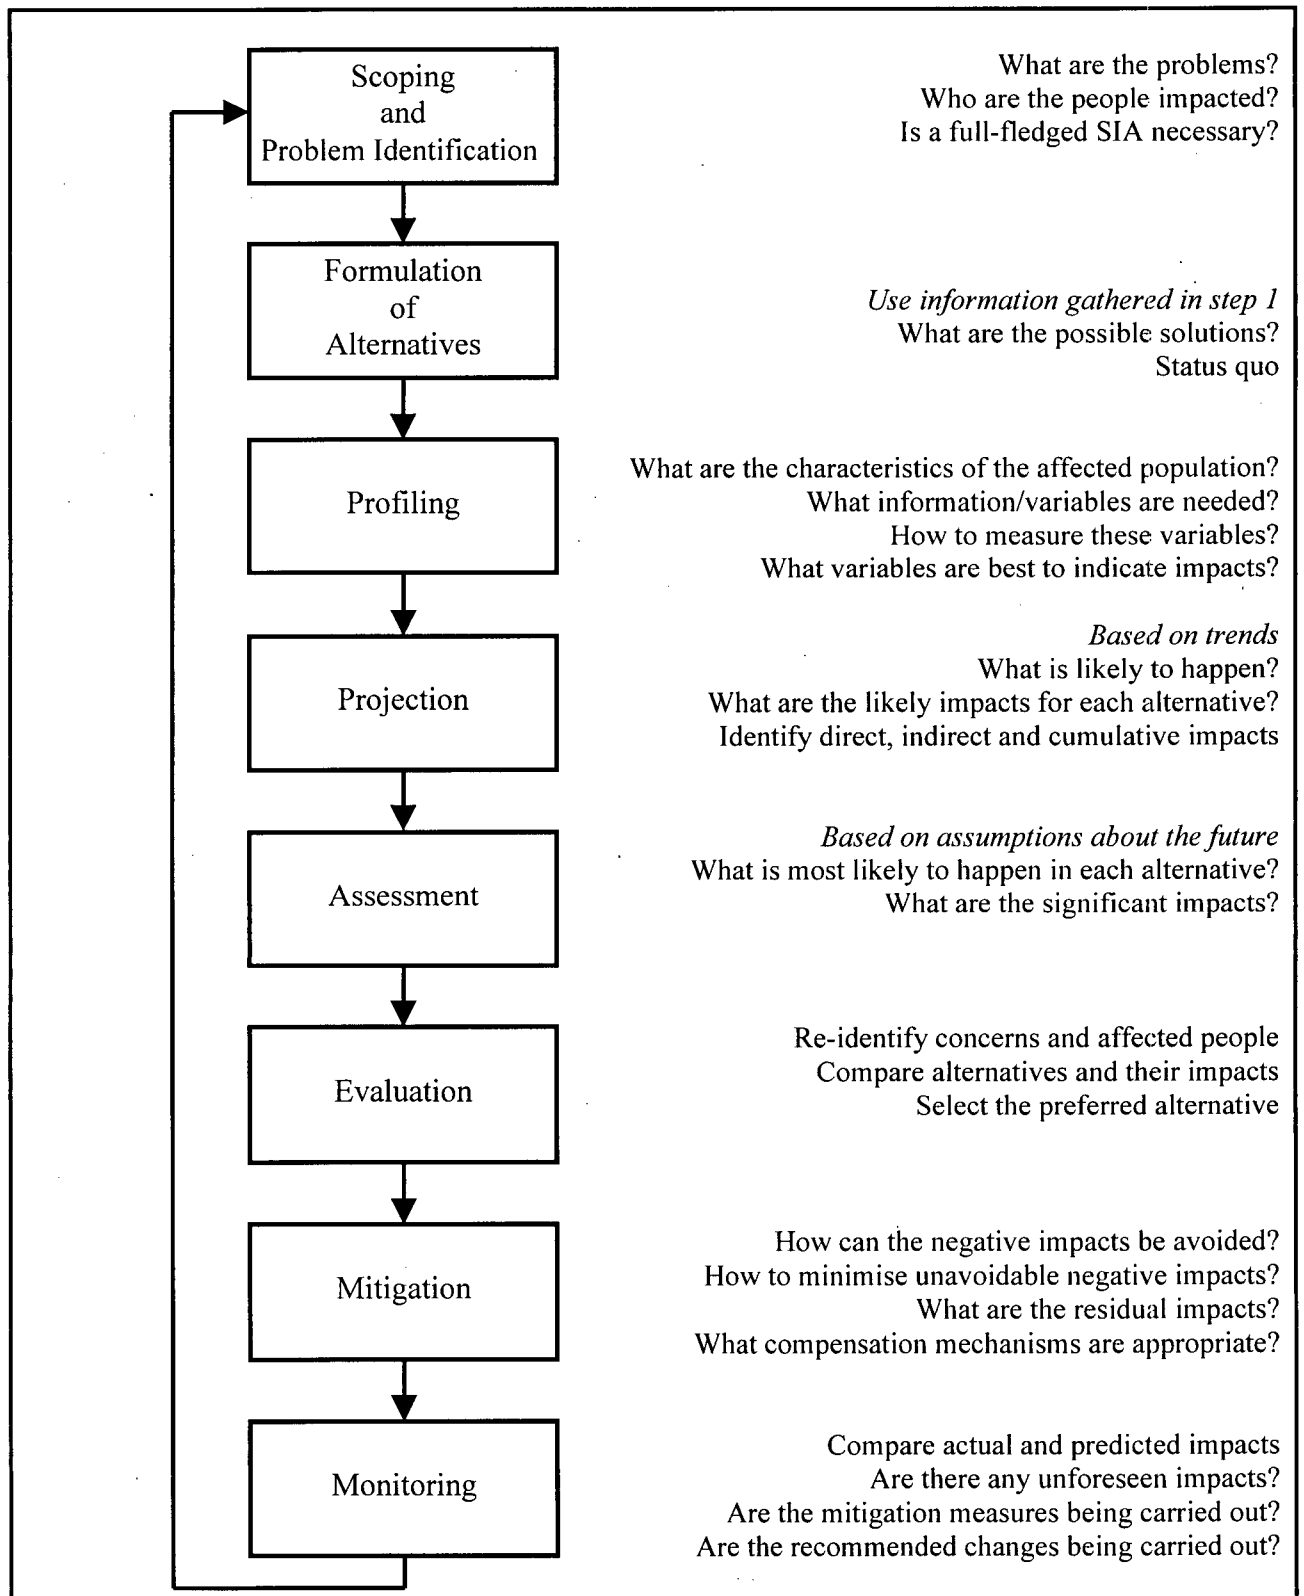 Scoping
and
Problem Identification
What are the problems?
Who are the people impacted?
Is a full-fledged SIA necessary?
Formulation
of
Alternatives
Use information gathered in step 1
What are the possible solutions?
Status quo
Profiling
What are the characteristics of the affected population?
What information/variables are needed?
How to measure these variables?
What variables are best to indicate impacts?
Projection
Based on trends
What is likely to happen?
What are the likely impacts for each alternative?
Identify direct, indirect and cumulative impacts
Assessment
Based on assumptions about the future
What is most likely to happen in each alternative?
What are the significant impacts?
Evaluation
Re-identify concerns and affected people
Compare alternatives and their impacts
Select the preferred alternative
Mitigation
How can the negative impacts be avoided?
How to minimise unavoidable negative impacts?
What are the residual impacts?
What compensation mechanisms are appropriate?
Monitoring
Compare actual and predicted impacts
Are there any unforeseen impacts?
Are the mitigation measures being carried out?
Are the recommended changes being carried out?